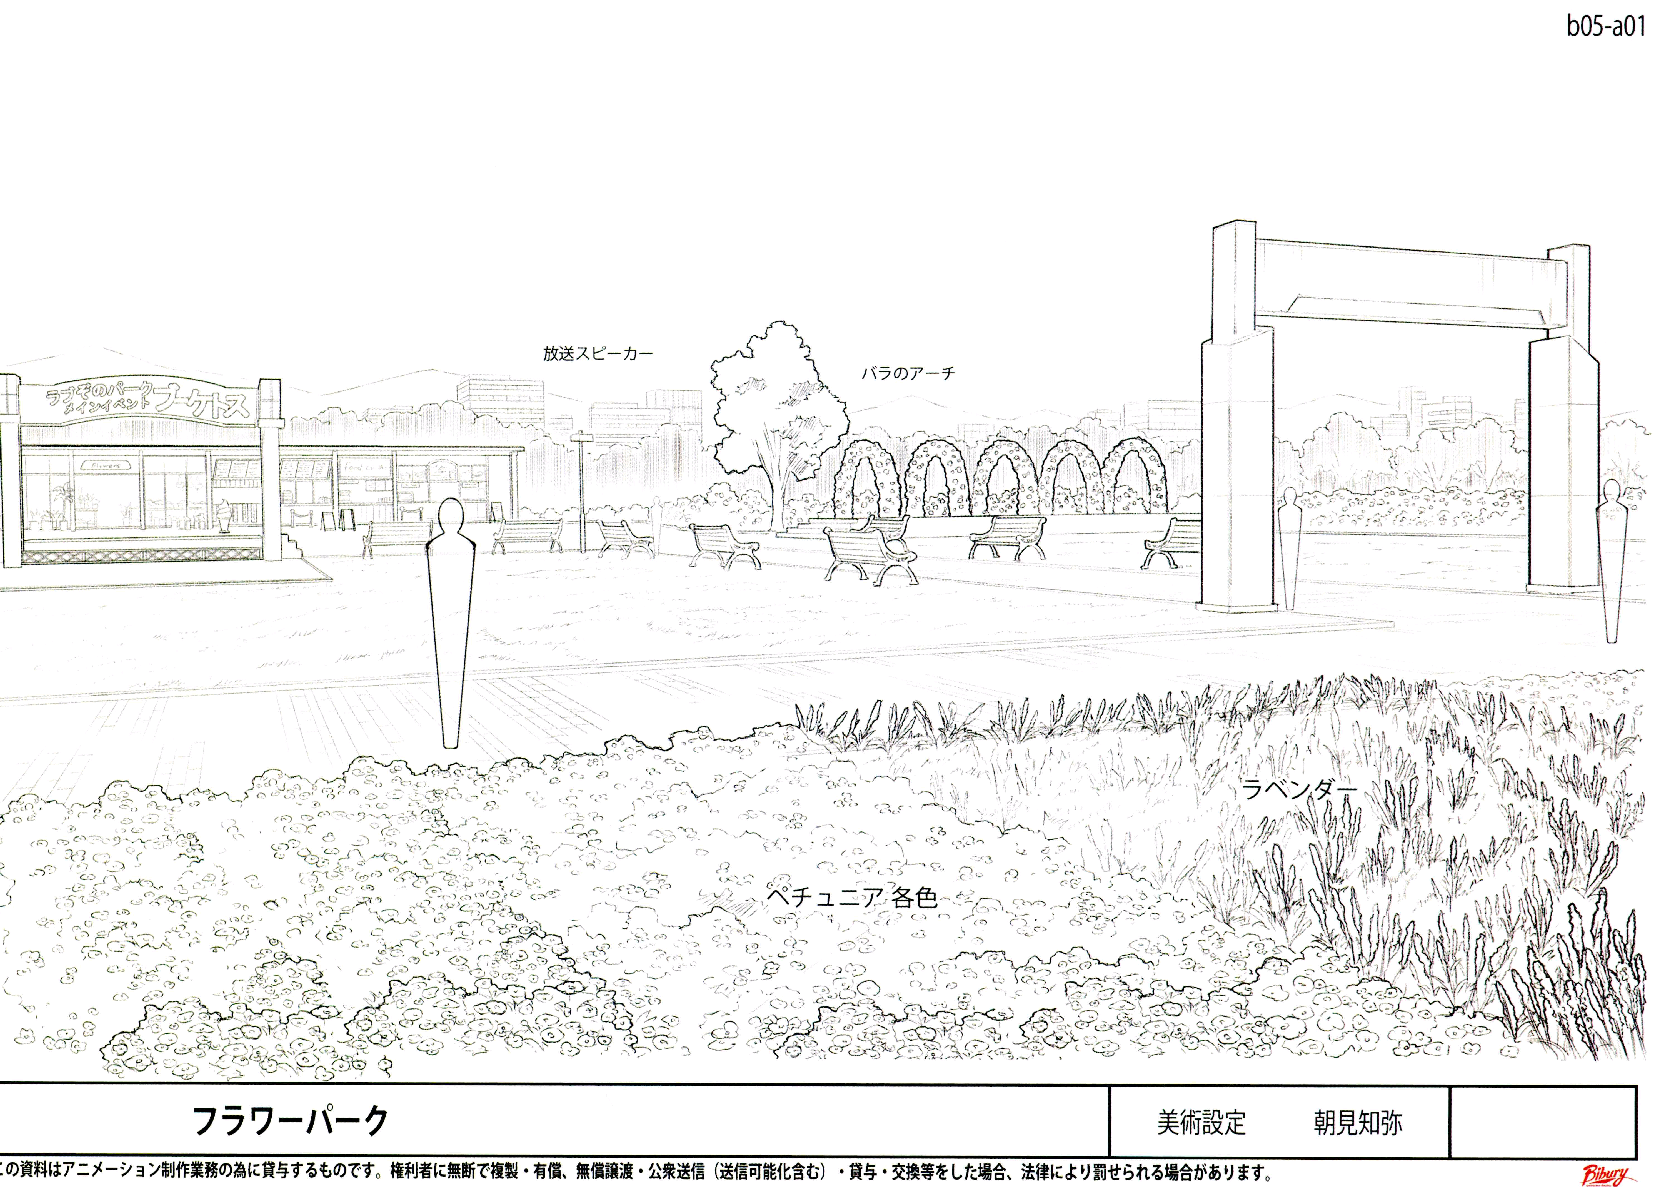 b05-a01
放送スピーカー
バラのアーチ
ラブぞのパーク
メインイベント ブーケトス
Flowers
ラベンダー
ペチュニア 各色
フラワーパーク
美術設定 朝見知弥
この資料はアニメーション制作業務の為に貸与するものです。権利者に無断で複製・有償、無償譲渡・公衆送信（送信可能化含む）・貸与・交換等をした場合、法律により罰せられる場合があります。
Bibury